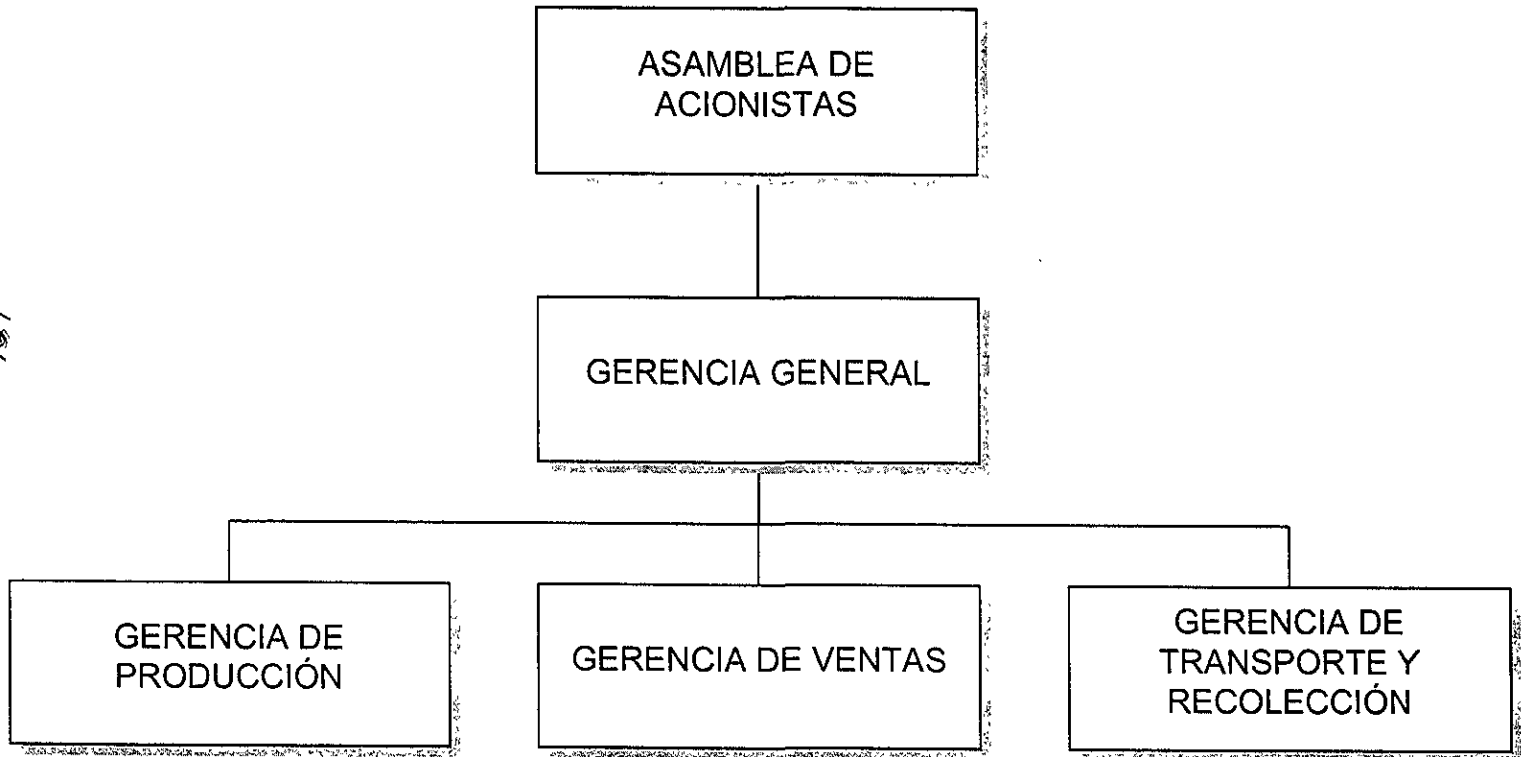 ASAMBLEA DE
ACIONISTAS
GERENCIA GENERAL
GERENCIA DE
PRODUCCIÓN
GERENCIA DE VENTAS
GERENCIA DE
TRANSPORTE Y
RECOLECCIÓN